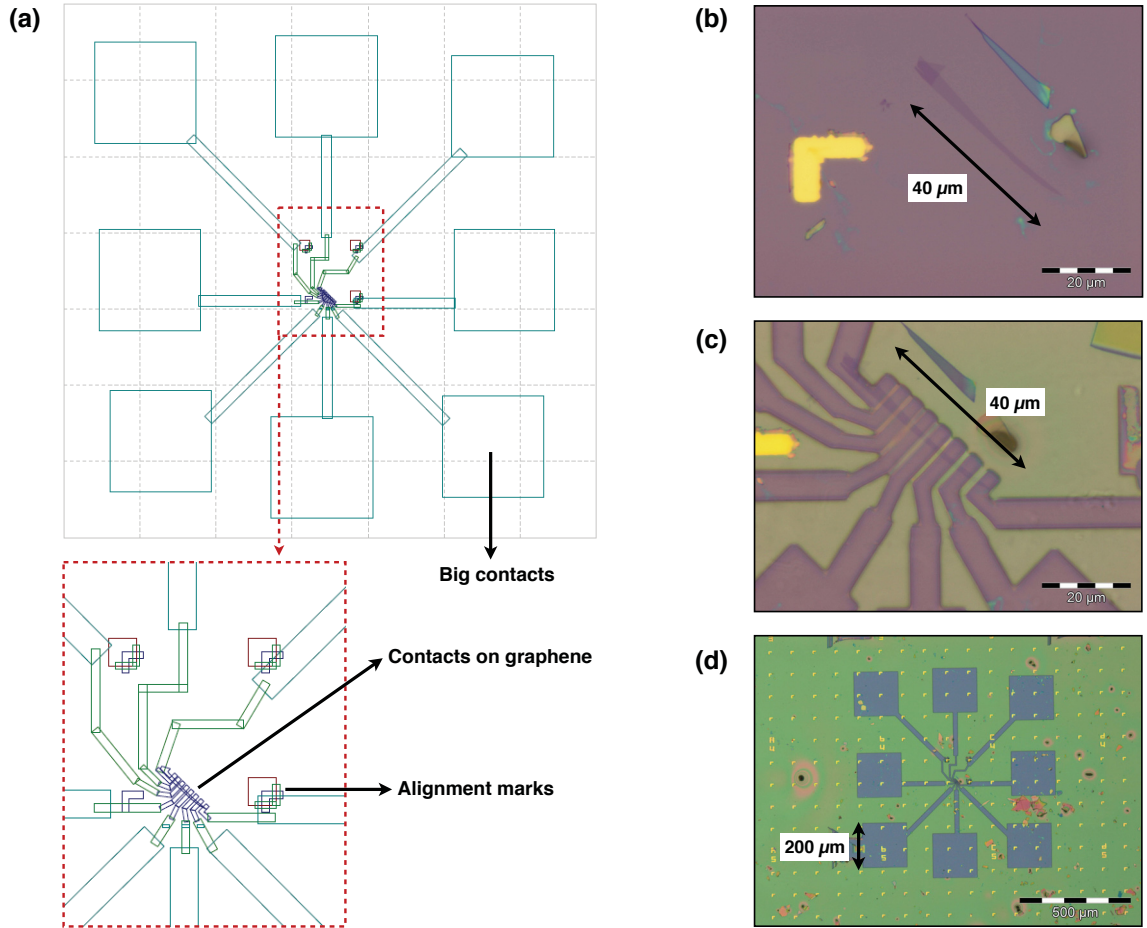 (a)
Big contacts
Contacts on graphene
Alignment marks
(b)
40 µm
20 µm
(c)
40 µm
20 µm
(d)
200 µm
500 µm